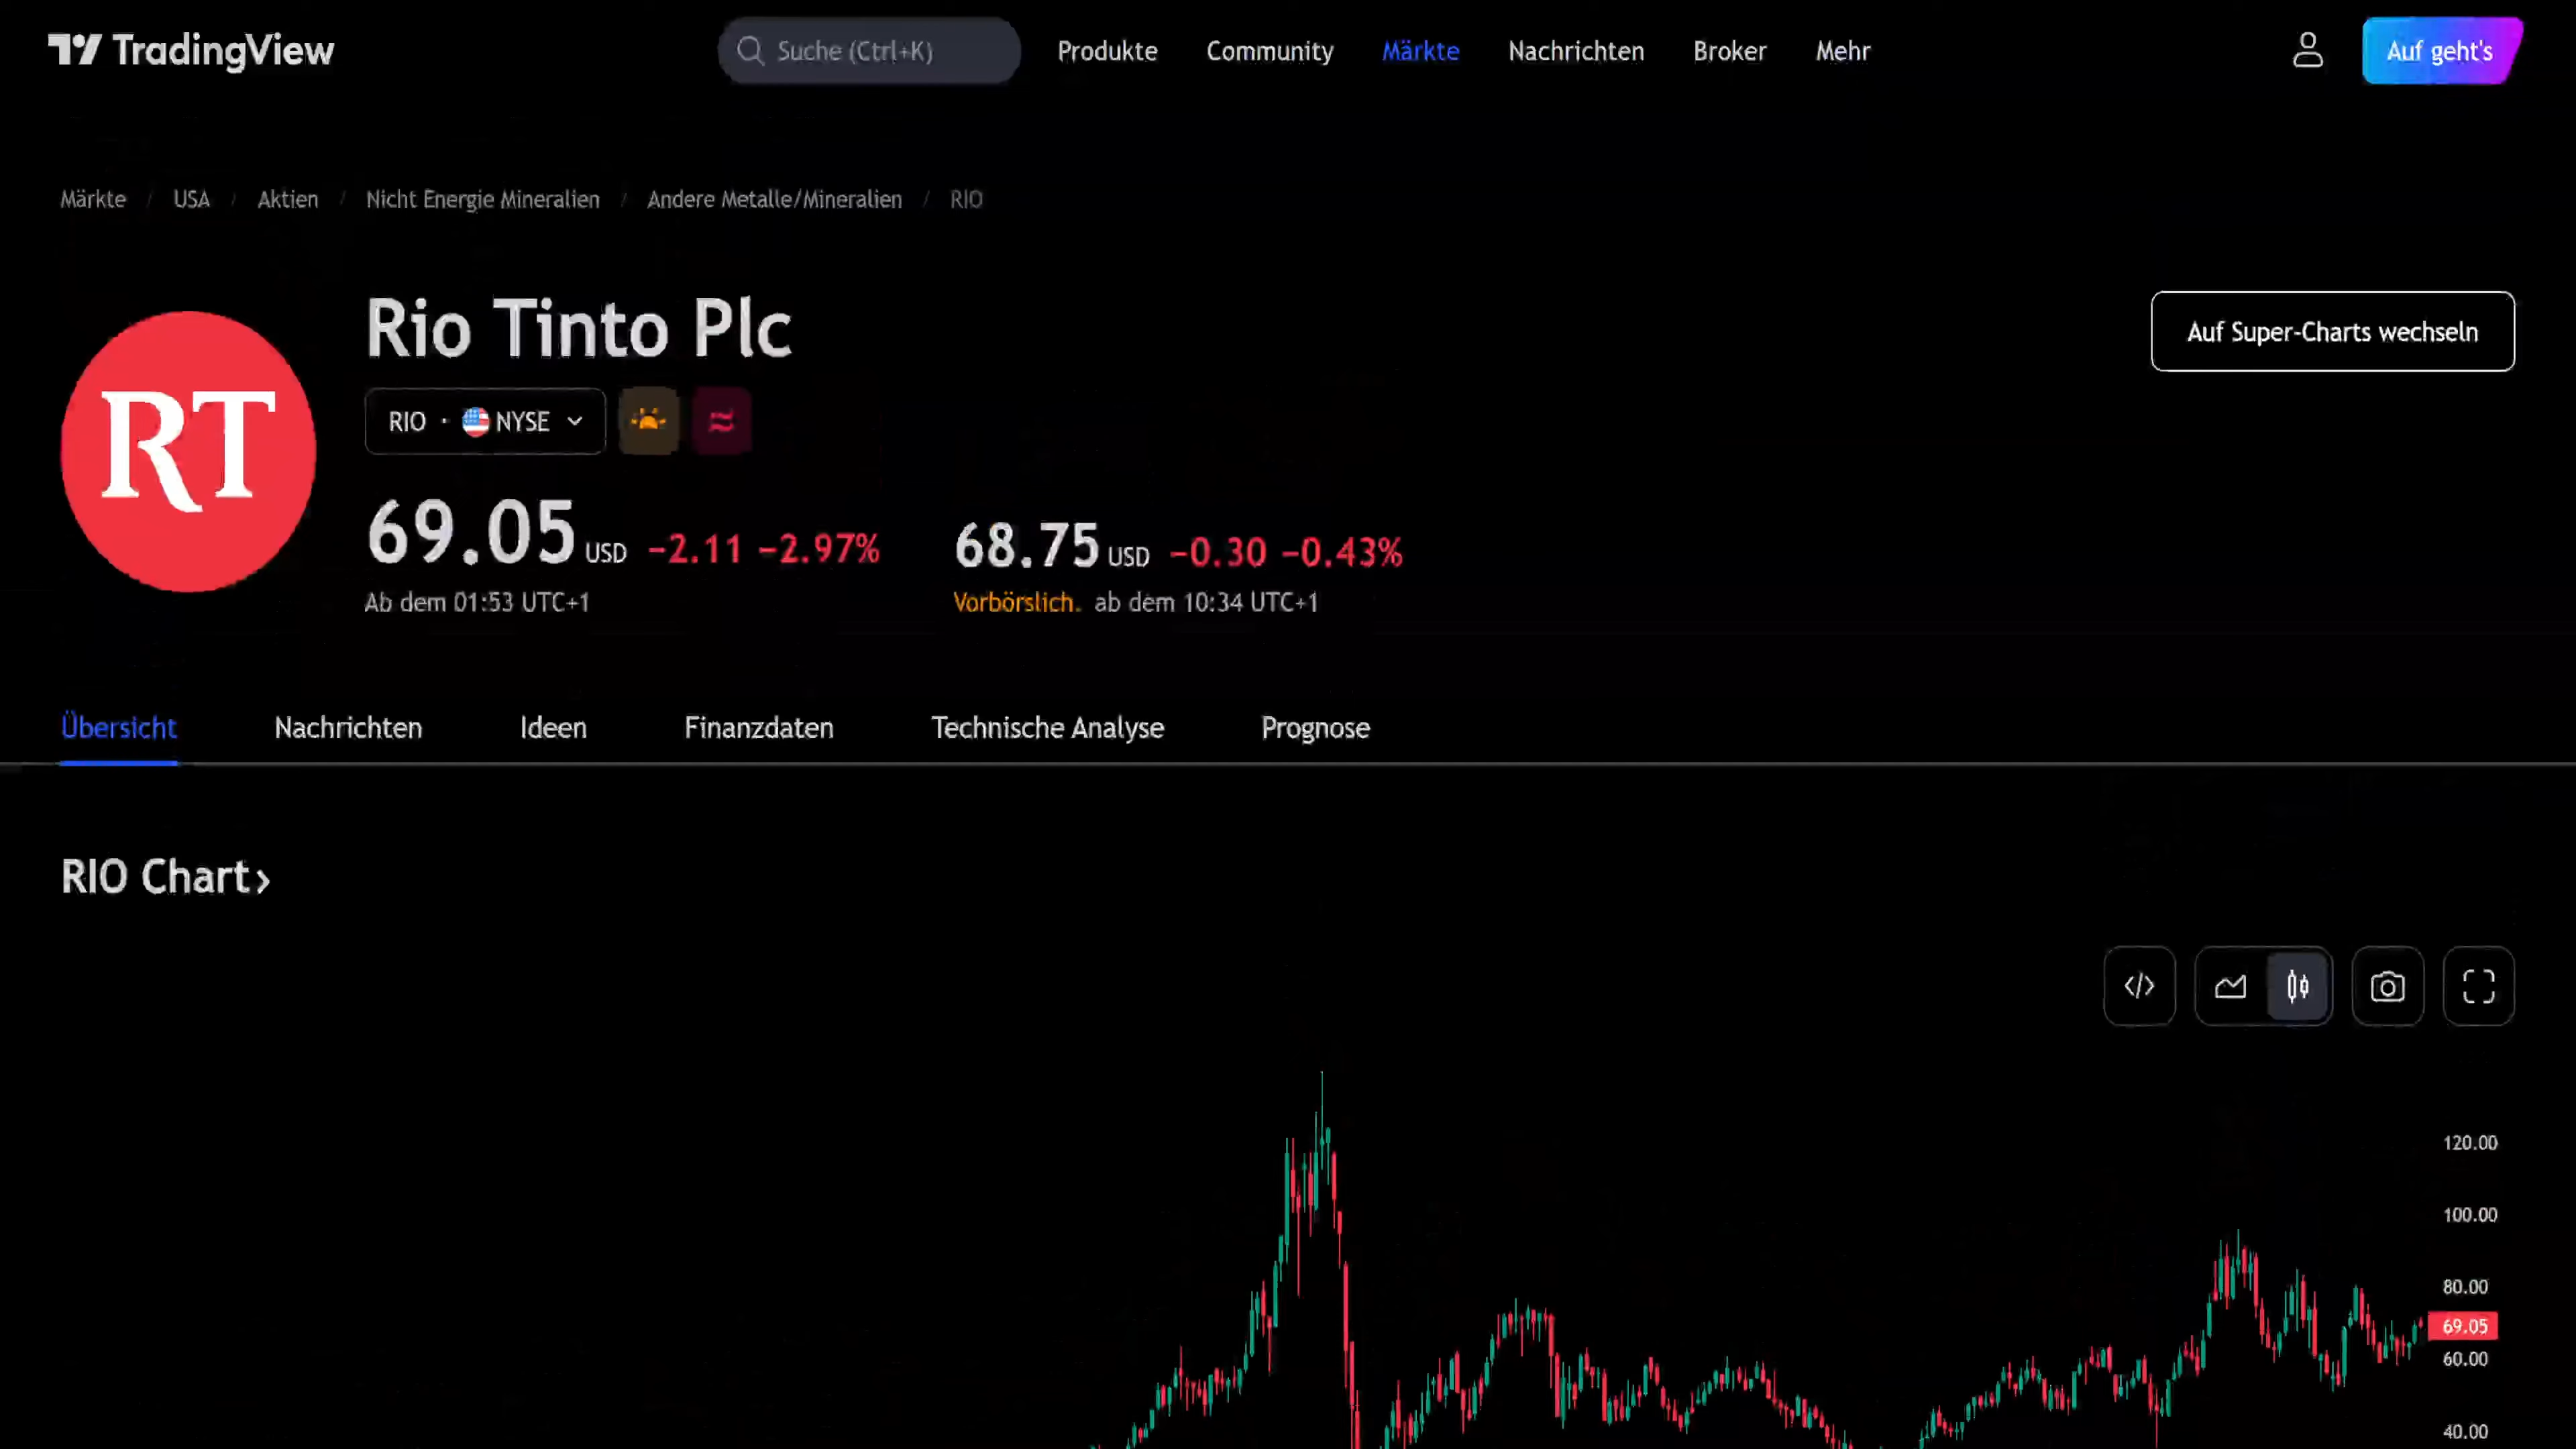 TradingView
Suche (Ctrl+K)
Produkte
Community
Märkte
Nachrichten
Broker
Mehr
Auf geht's
Märkte / USA / Aktien / Nicht Energie Mineralien / Andere Metalle/Mineralien / RIO
RT
Rio Tinto Plc
Auf Super-Charts wechseln
RIO · NYSE
69.05 USD −2.11 −2.97%
68.75 USD −0.30 −0.43%
Ab dem 01:53 UTC+1
Vorbörslich. ab dem 10:34 UTC+1
Übersicht
Nachrichten
Ideen
Finanzdaten
Technische Analyse
Prognose
RIO Chart›
120.00
100.00
80.00
69.05
60.00
40.00